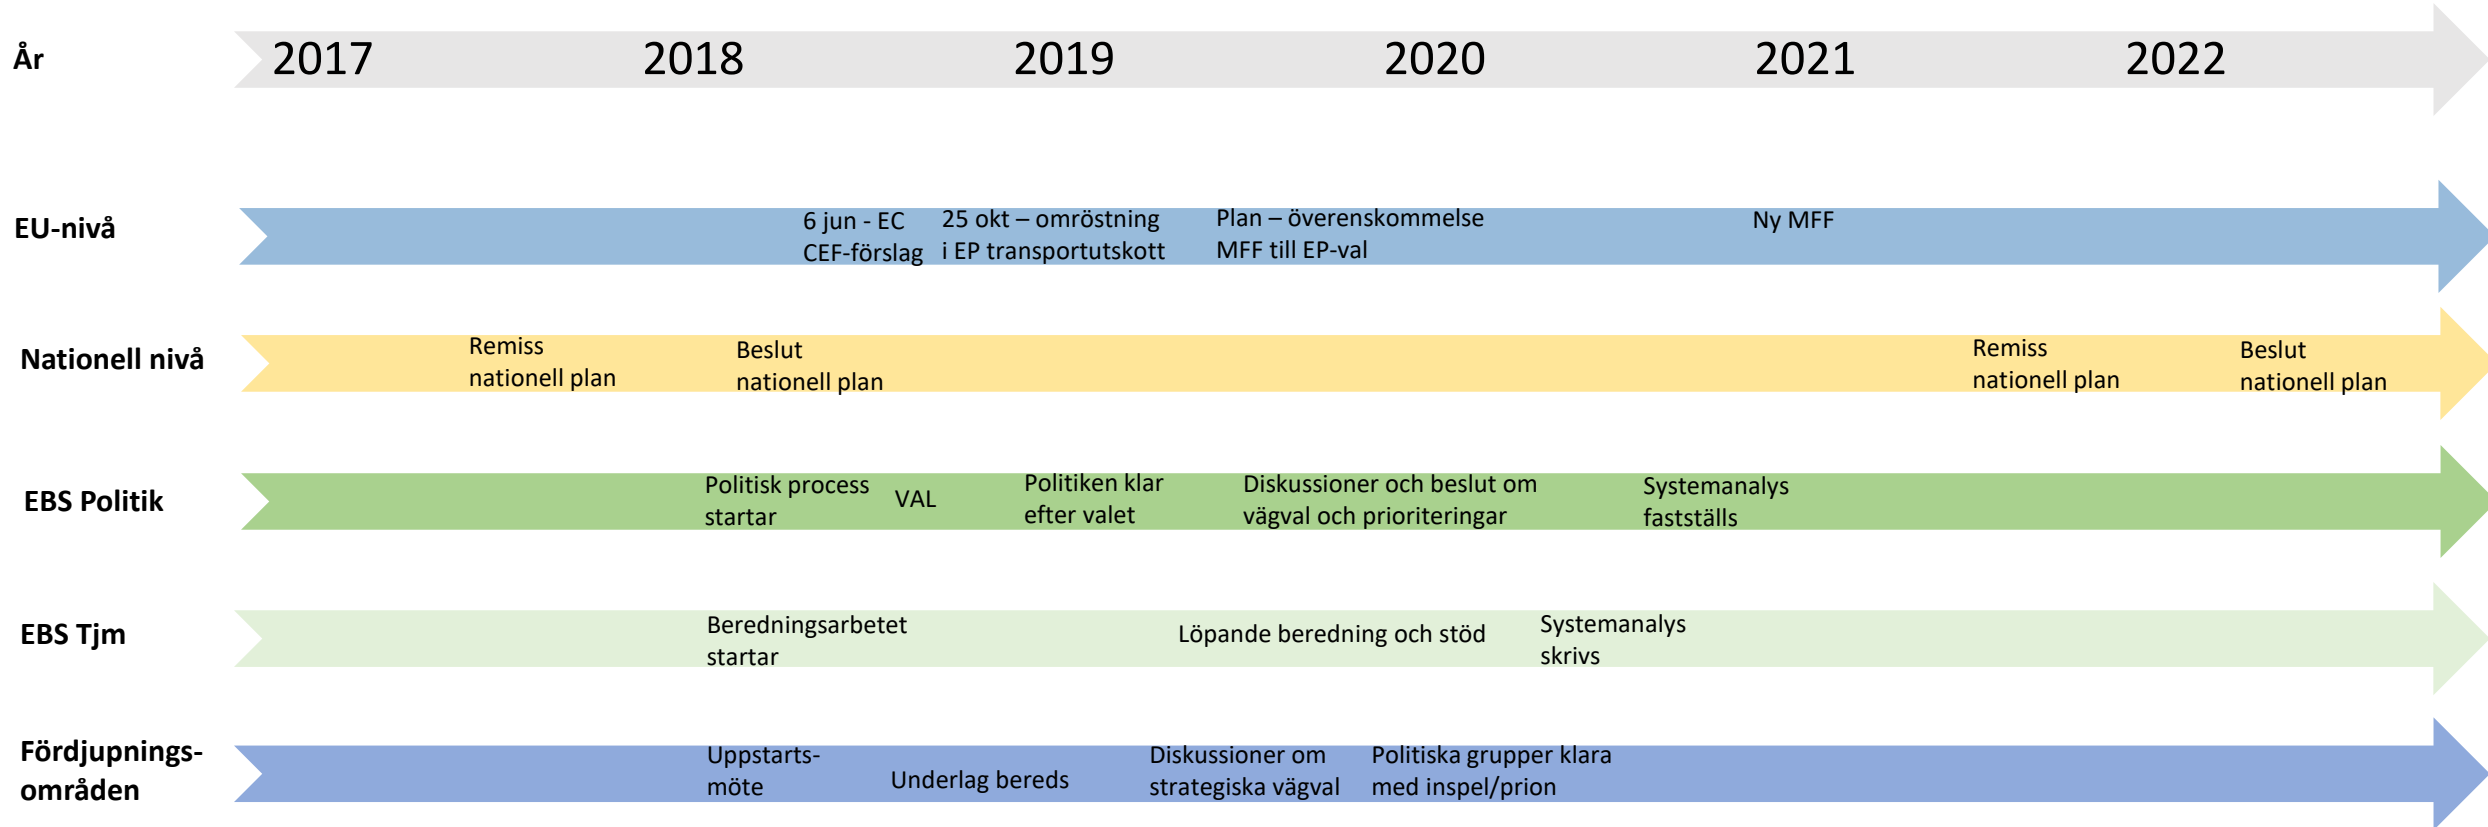 År
2017 2018 2019 2020 2021 2022
EU-nivå
6 jun - EC
CEF-förslag
25 okt – omröstning
i EP transportutskott
Plan – överenskommelse
MFF till EP-val
Ny MFF
Nationell nivå
Remiss
nationell plan
Beslut
nationell plan
Remiss
nationell plan
Beslut
nationell plan
EBS Politik
Politisk process
startar
VAL
Politiken klar
efter valet
Diskussioner och beslut om
vägval och prioriteringar
Systemanalys
fastställs
EBS Tjm
Beredningsarbetet
startar
Löpande beredning och stöd
Systemanalys
skrivs
Fördjupnings-
områden
Uppstarts-
möte
Underlag bereds
Diskussioner om
strategiska vägval
Politiska grupper klara
med inspel/prion